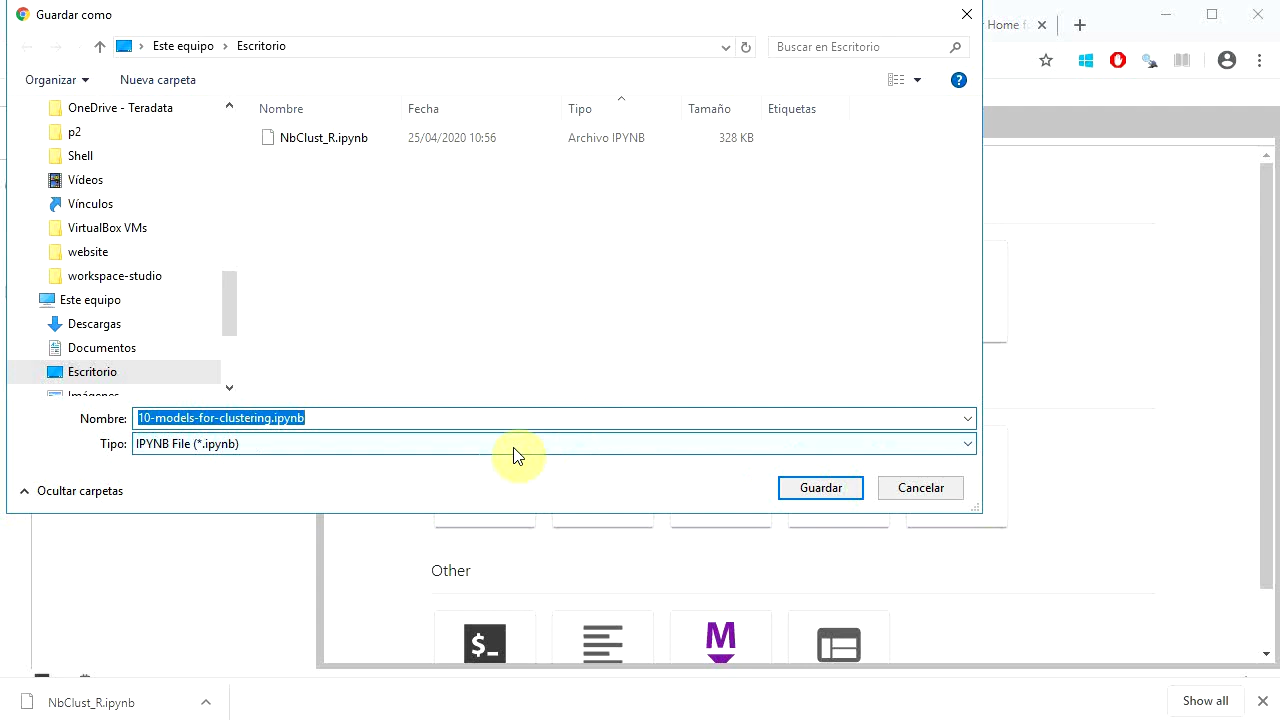 Guardar como
r Home f
Este equipo > Escritorio
Buscar en Escritorio
Organizar
Nueva carpeta
?
OneDrive - Teradata
p2
Shell
Vídeos
Vínculos
VirtualBox VMs
website
workspace-studio
Este equipo
Descargas
Documentos
Escritorio
Imágenes
Nombre Fecha Tipo Tamaño Etiquetas
NbClust_R.ipynb 25/04/2020 10:56 Archivo IPYNB 328 KB
Nombre: 10-models-for-clustering.ipynb
Tipo: IPYNB File (*.ipynb)
Ocultar carpetas
Guardar
Cancelar
Other
$_
M
NbClust_R.ipynb
Show all